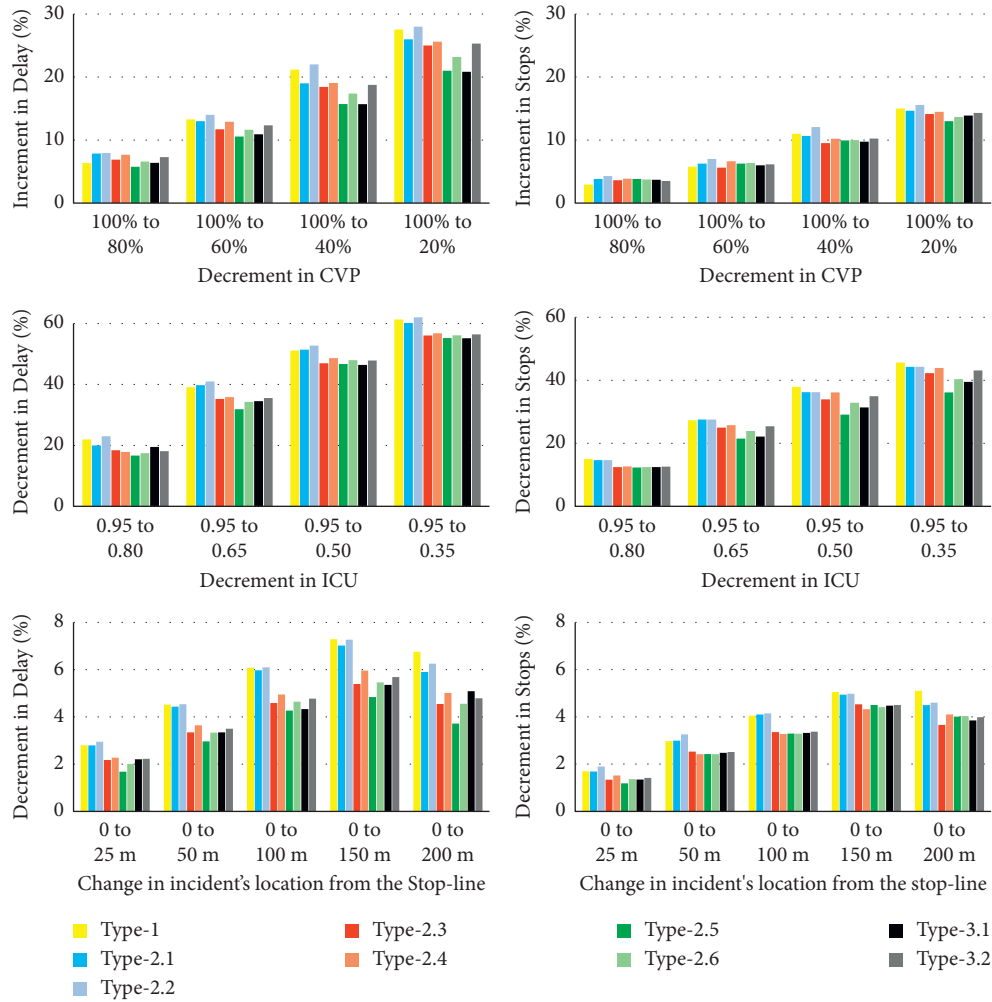 Increment in Delay (%)
30
20
10
0
100% to 100% to 100% to 100% to
80% 60% 40% 20%
Decrement in CVP
Increment in Stops (%)
30
20
10
0
100% to 100% to 100% to 100% to
80% 60% 40% 20%
Decrement in CVP
Decrement in Delay (%)
60
40
20
0
0.95 to 0.95 to 0.95 to 0.95 to
0.80 0.65 0.50 0.35
Decrement in ICU
Decrement in Stops (%)
60
40
20
0
0.95 to 0.95 to 0.95 to 0.95 to
0.80 0.65 0.50 0.35
Decrement in ICU
Decrement in Delay (%)
8
6
4
2
0
0 to 0 to 0 to 0 to 0 to
25 m 50 m 100 m 150 m 200 m
Change in incident’s location from the Stop-line
Decrement in Stops (%)
8
6
4
2
0
0 to 0 to 0 to 0 to 0 to
25 m 50 m 100 m 150 m 200 m
Change in incident's location from the stop-line
Type-1
Type-2.1
Type-2.2
Type-2.3
Type-2.4
Type-2.5
Type-2.6
Type-3.1
Type-3.2